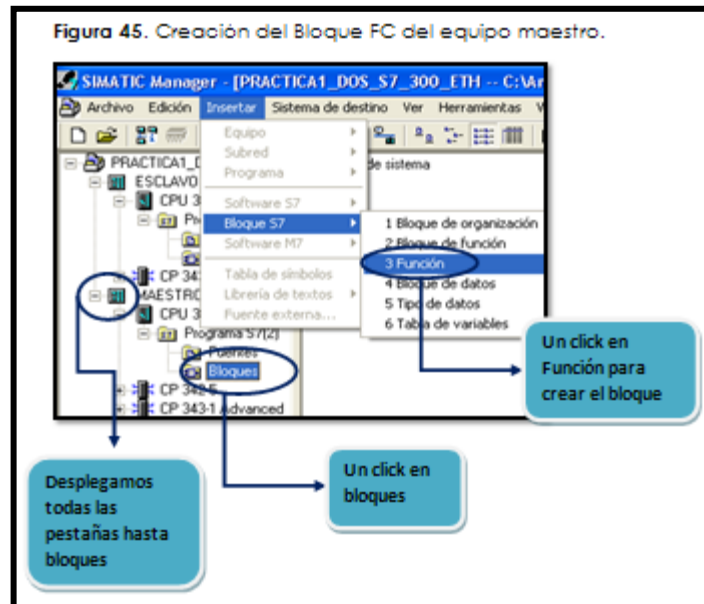 Figura 45. Creación del Bloque FC del equipo maestro.
SIMATIC Manager - [PRACTICA1_DOS_S7_300_ETH -- C:\Ar
Archivo Edición Insertar Sistema de destino Ver Herramientas V
Equipo
Subred
Programa
Software S7
Bloque S7
Software M7
Tabla de símbolos
Librería de textos
Fuente externa...
de sistema
1 Bloque de organización
2 Bloque de función
3 Función
4 Bloque de datos
5 Tipo de datos
6 Tabla de variables
PRACTICA1_D
ESCLAVO
CPU 3
Pr
CP 34
MAESTRO
CPU 3
Programa S7(2)
Fuentes
Bloques
CP 342-5
CP 343-1 Advanced
Un click en
Función para
crear el bloque
Un click en
bloques
Desplegamos
todas las
pestañas hasta
bloques